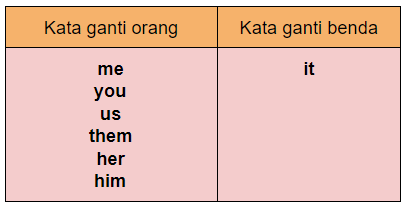 Kata ganti orang Kata ganti benda
me it
you
us
them
her
him